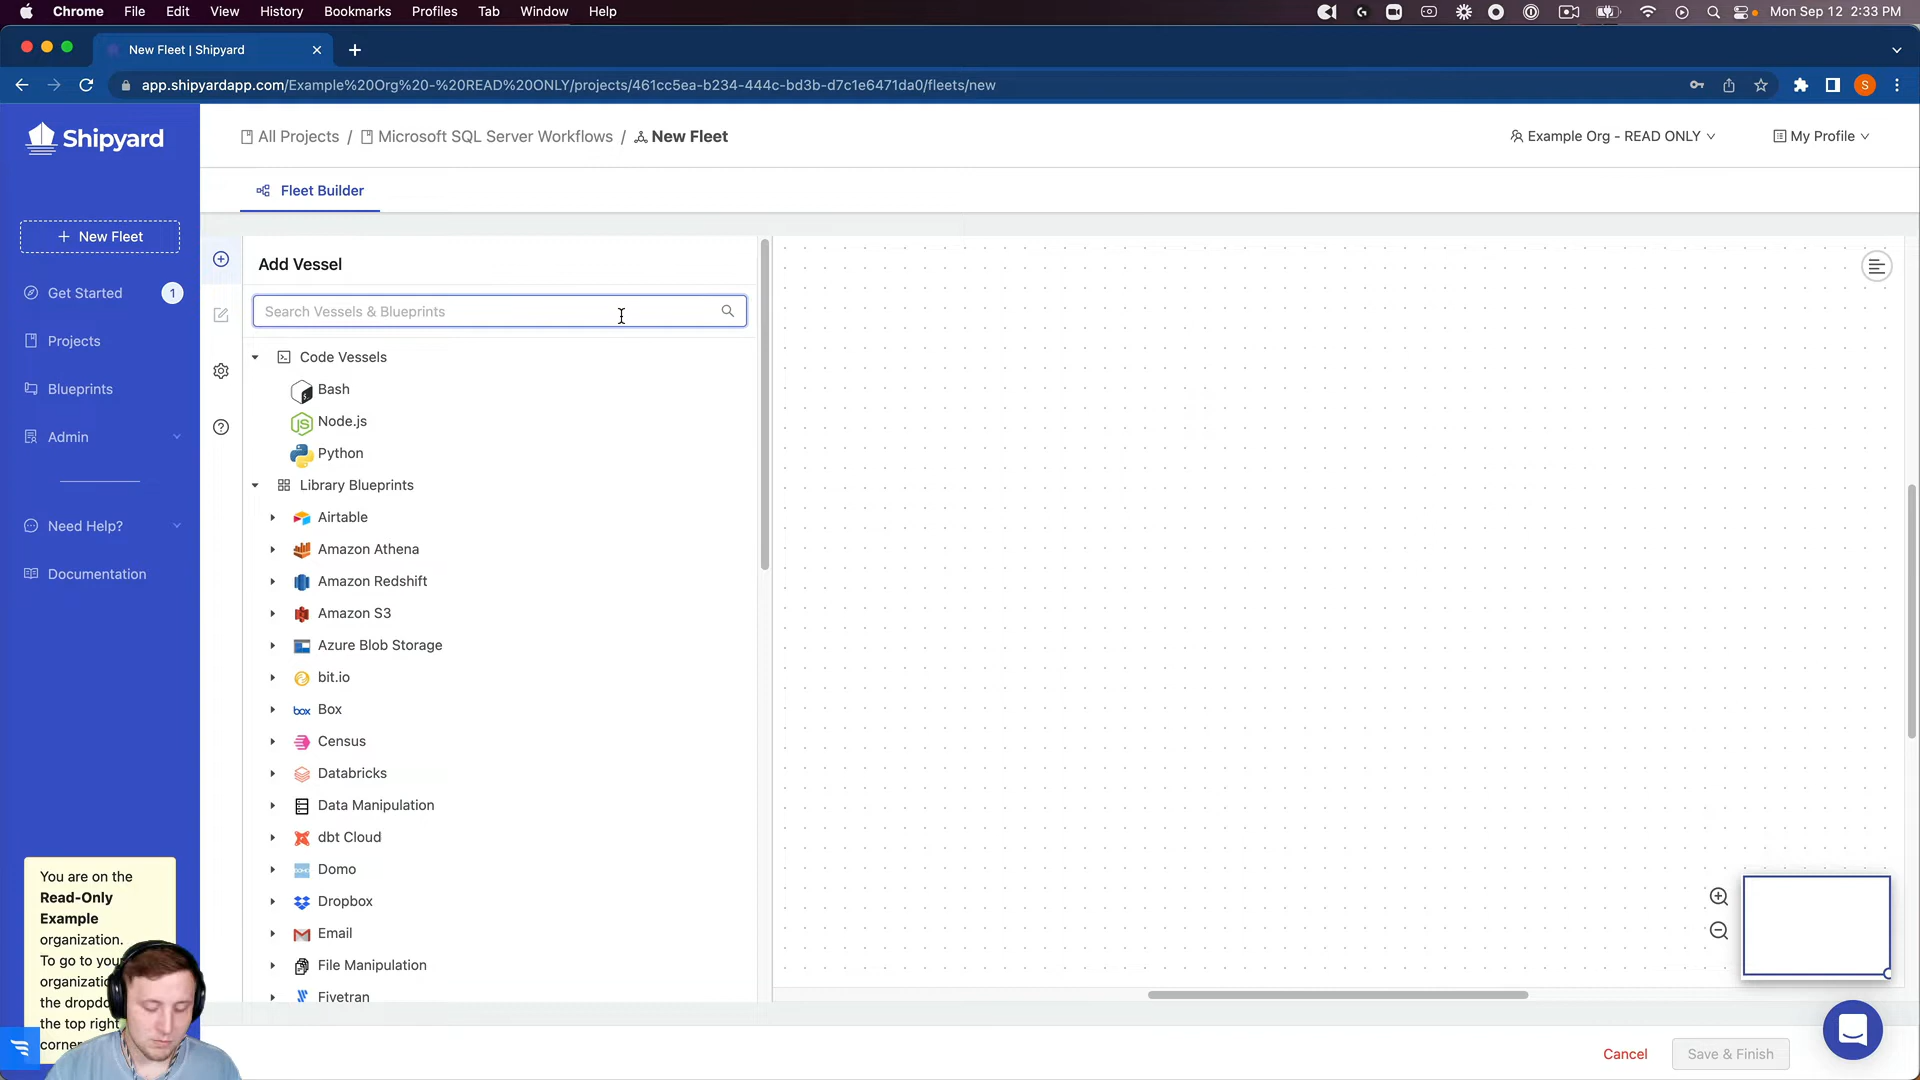 Chrome File Edit View History Bookmarks Profiles Tab Window Help
Mon Sep 12 2:33 PM
New Fleet | Shipyard
app.shipyardapp.com/Example%20Org%20-%20READ%20ONLY/projects/461cc5ea-b234-444c-bd3b-d7c1e6471da0/fleets/new
S
Shipyard
All Projects / Microsoft SQL Server Workflows / New Fleet
Example Org - READ ONLY
My Profile
Fleet Builder
+ New Fleet
Get Started 1
Projects
Blueprints
Admin
Need Help?
Documentation
You are on the
Read-Only
Example
organization.
To go to you
organizatio
the dropdo
the top right
corne
Add Vessel
Search Vessels & Blueprints
Code Vessels
Bash
Node.js
Python
Library Blueprints
Airtable
Amazon Athena
Amazon Redshift
Amazon S3
Azure Blob Storage
bit.io
box Box
Census
Databricks
Data Manipulation
dbt Cloud
Domo
Dropbox
Email
File Manipulation
Fivetran
Cancel
Save & Finish